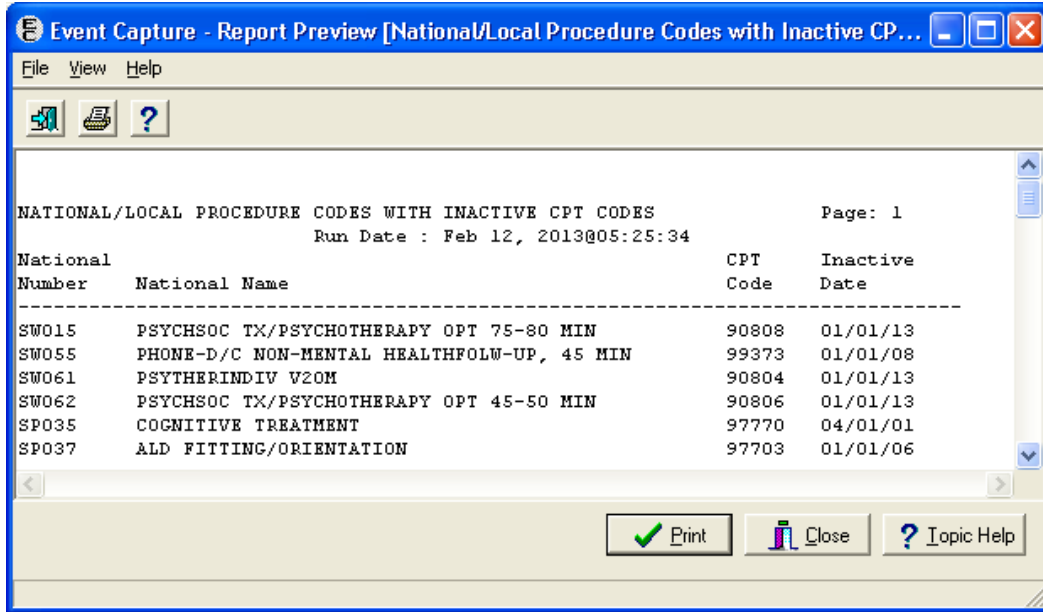 Event Capture - Report Preview [National/Local Procedure Codes with Inactive CP...
File View Help
NATIONAL/LOCAL PROCEDURE CODES WITH INACTIVE CPT CODES Page: 1
Run Date : Feb 12, 2013@05:25:34
National CPT Inactive
Number National Name Code Date
SW015 PSYCHSOC TX/PSYCHOTHERAPY OPT 75-80 MIN 90808 01/01/13
SW055 PHONE-D/C NON-MENTAL HEALTHFOLW-UP, 45 MIN 99373 01/01/08
SW061 PSYTHERINDIV V20M 90804 01/01/13
SW062 PSYCHSOC TX/PSYCHOTHERAPY OPT 45-50 MIN 90806 01/01/13
SP035 COGNITIVE TREATMENT 97770 04/01/01
SP037 ALD FITTING/ORIENTATION 97703 01/01/06
Print Close Topic Help